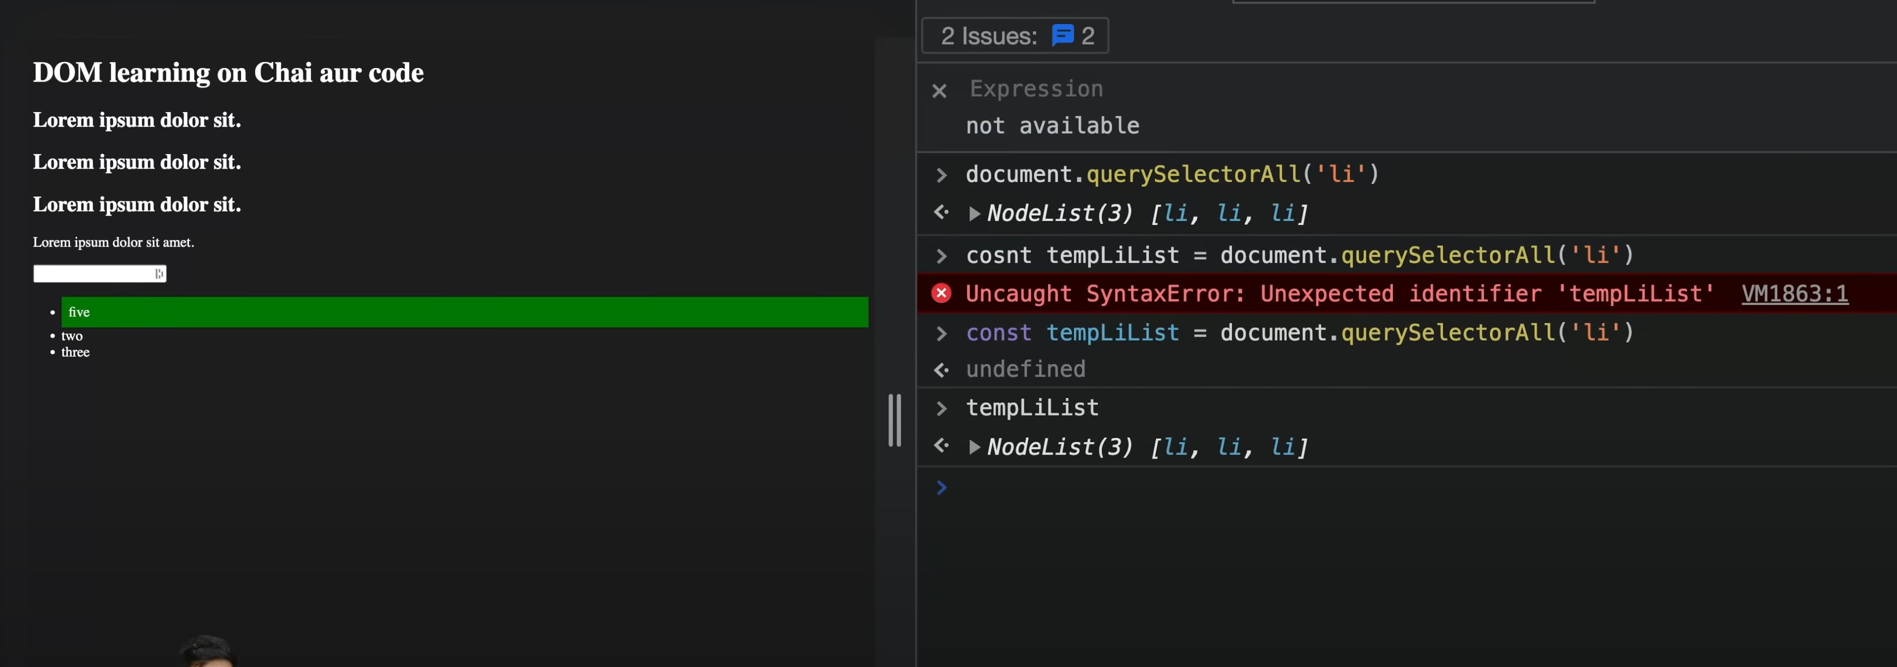 DOM learning on Chai aur code
Lorem ipsum dolor sit.
Lorem ipsum dolor sit.
Lorem ipsum dolor sit.
Lorem ipsum dolor sit amet.
five
two
three
2 Issues: 2
Expression
not available
document.querySelectorAll('li')
NodeList(3) [li, li, li]
cosnt tempLiList = document.querySelectorAll('li')
Uncaught SyntaxError: Unexpected identifier 'tempLiList' VM1863:1
const tempLiList = document.querySelectorAll('li')
undefined
tempLiList
NodeList(3) [li, li, li]